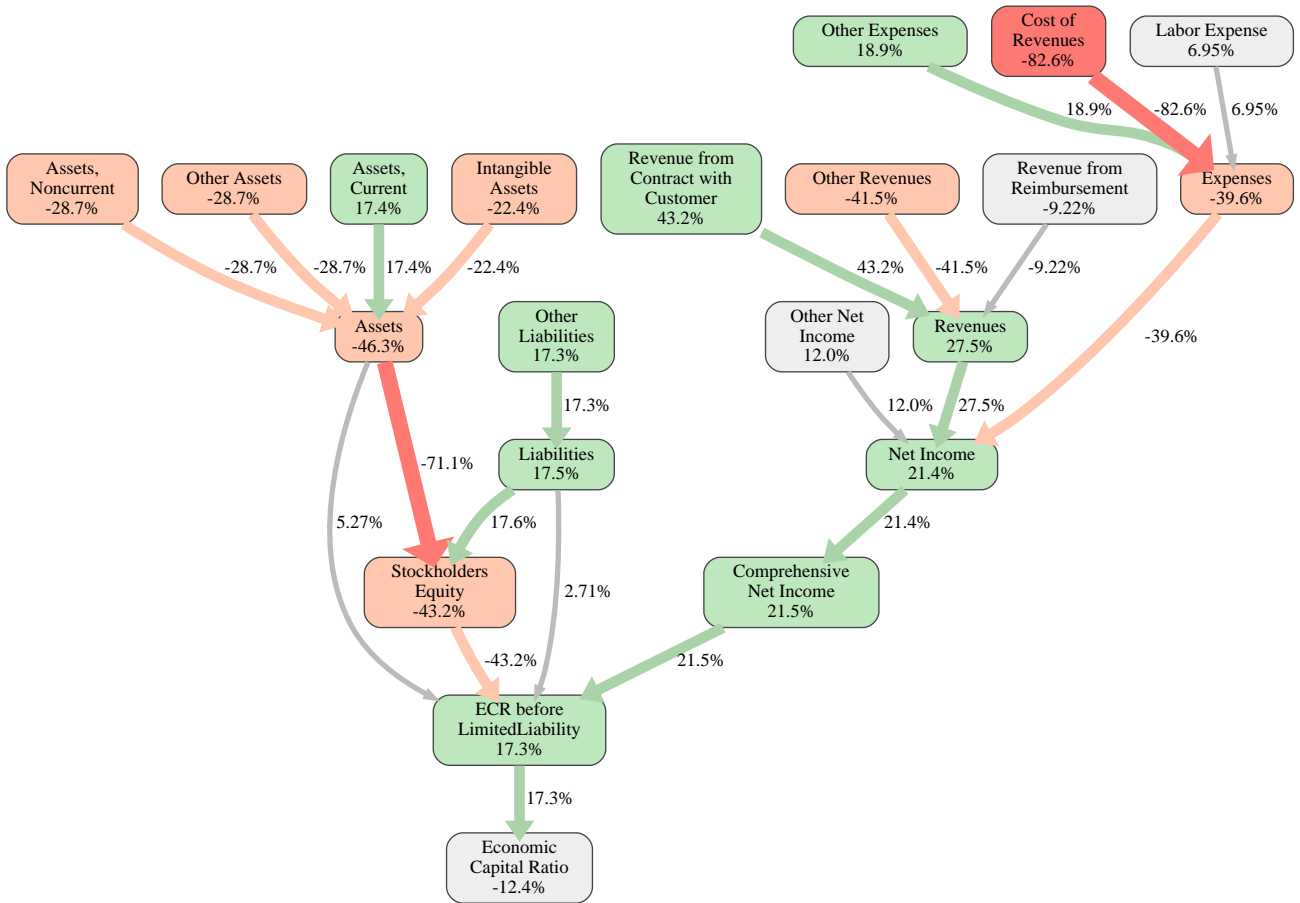 Other Expenses
18.9%
Cost of
Revenues
-82.6%
Labor Expense
6.95%
18.9%
-82.6%
6.95%
Assets,
Noncurrent
-28.7%
Other Assets
-28.7%
Assets,
Current
17.4%
Intangible
Assets
-22.4%
Revenue from
Contract with
Customer
43.2%
Other Revenues
-41.5%
Revenue from
Reimbursement
-9.22%
Expenses
-39.6%
-28.7%
-28.7%
17.4%
-22.4%
43.2%
-41.5%
-9.22%
Assets
-46.3%
Other
Liabilities
17.3%
Other Net
Income
12.0%
Revenues
27.5%
-39.6%
17.3%
12.0%
27.5%
Liabilities
17.5%
Net Income
21.4%
-71.1%
5.27%
17.6%
21.4%
Stockholders
Equity
-43.2%
2.71%
Comprehensive
Net Income
21.5%
-43.2%
21.5%
ECR before
LimitedLiability
17.3%
17.3%
Economic
Capital Ratio
-12.4%